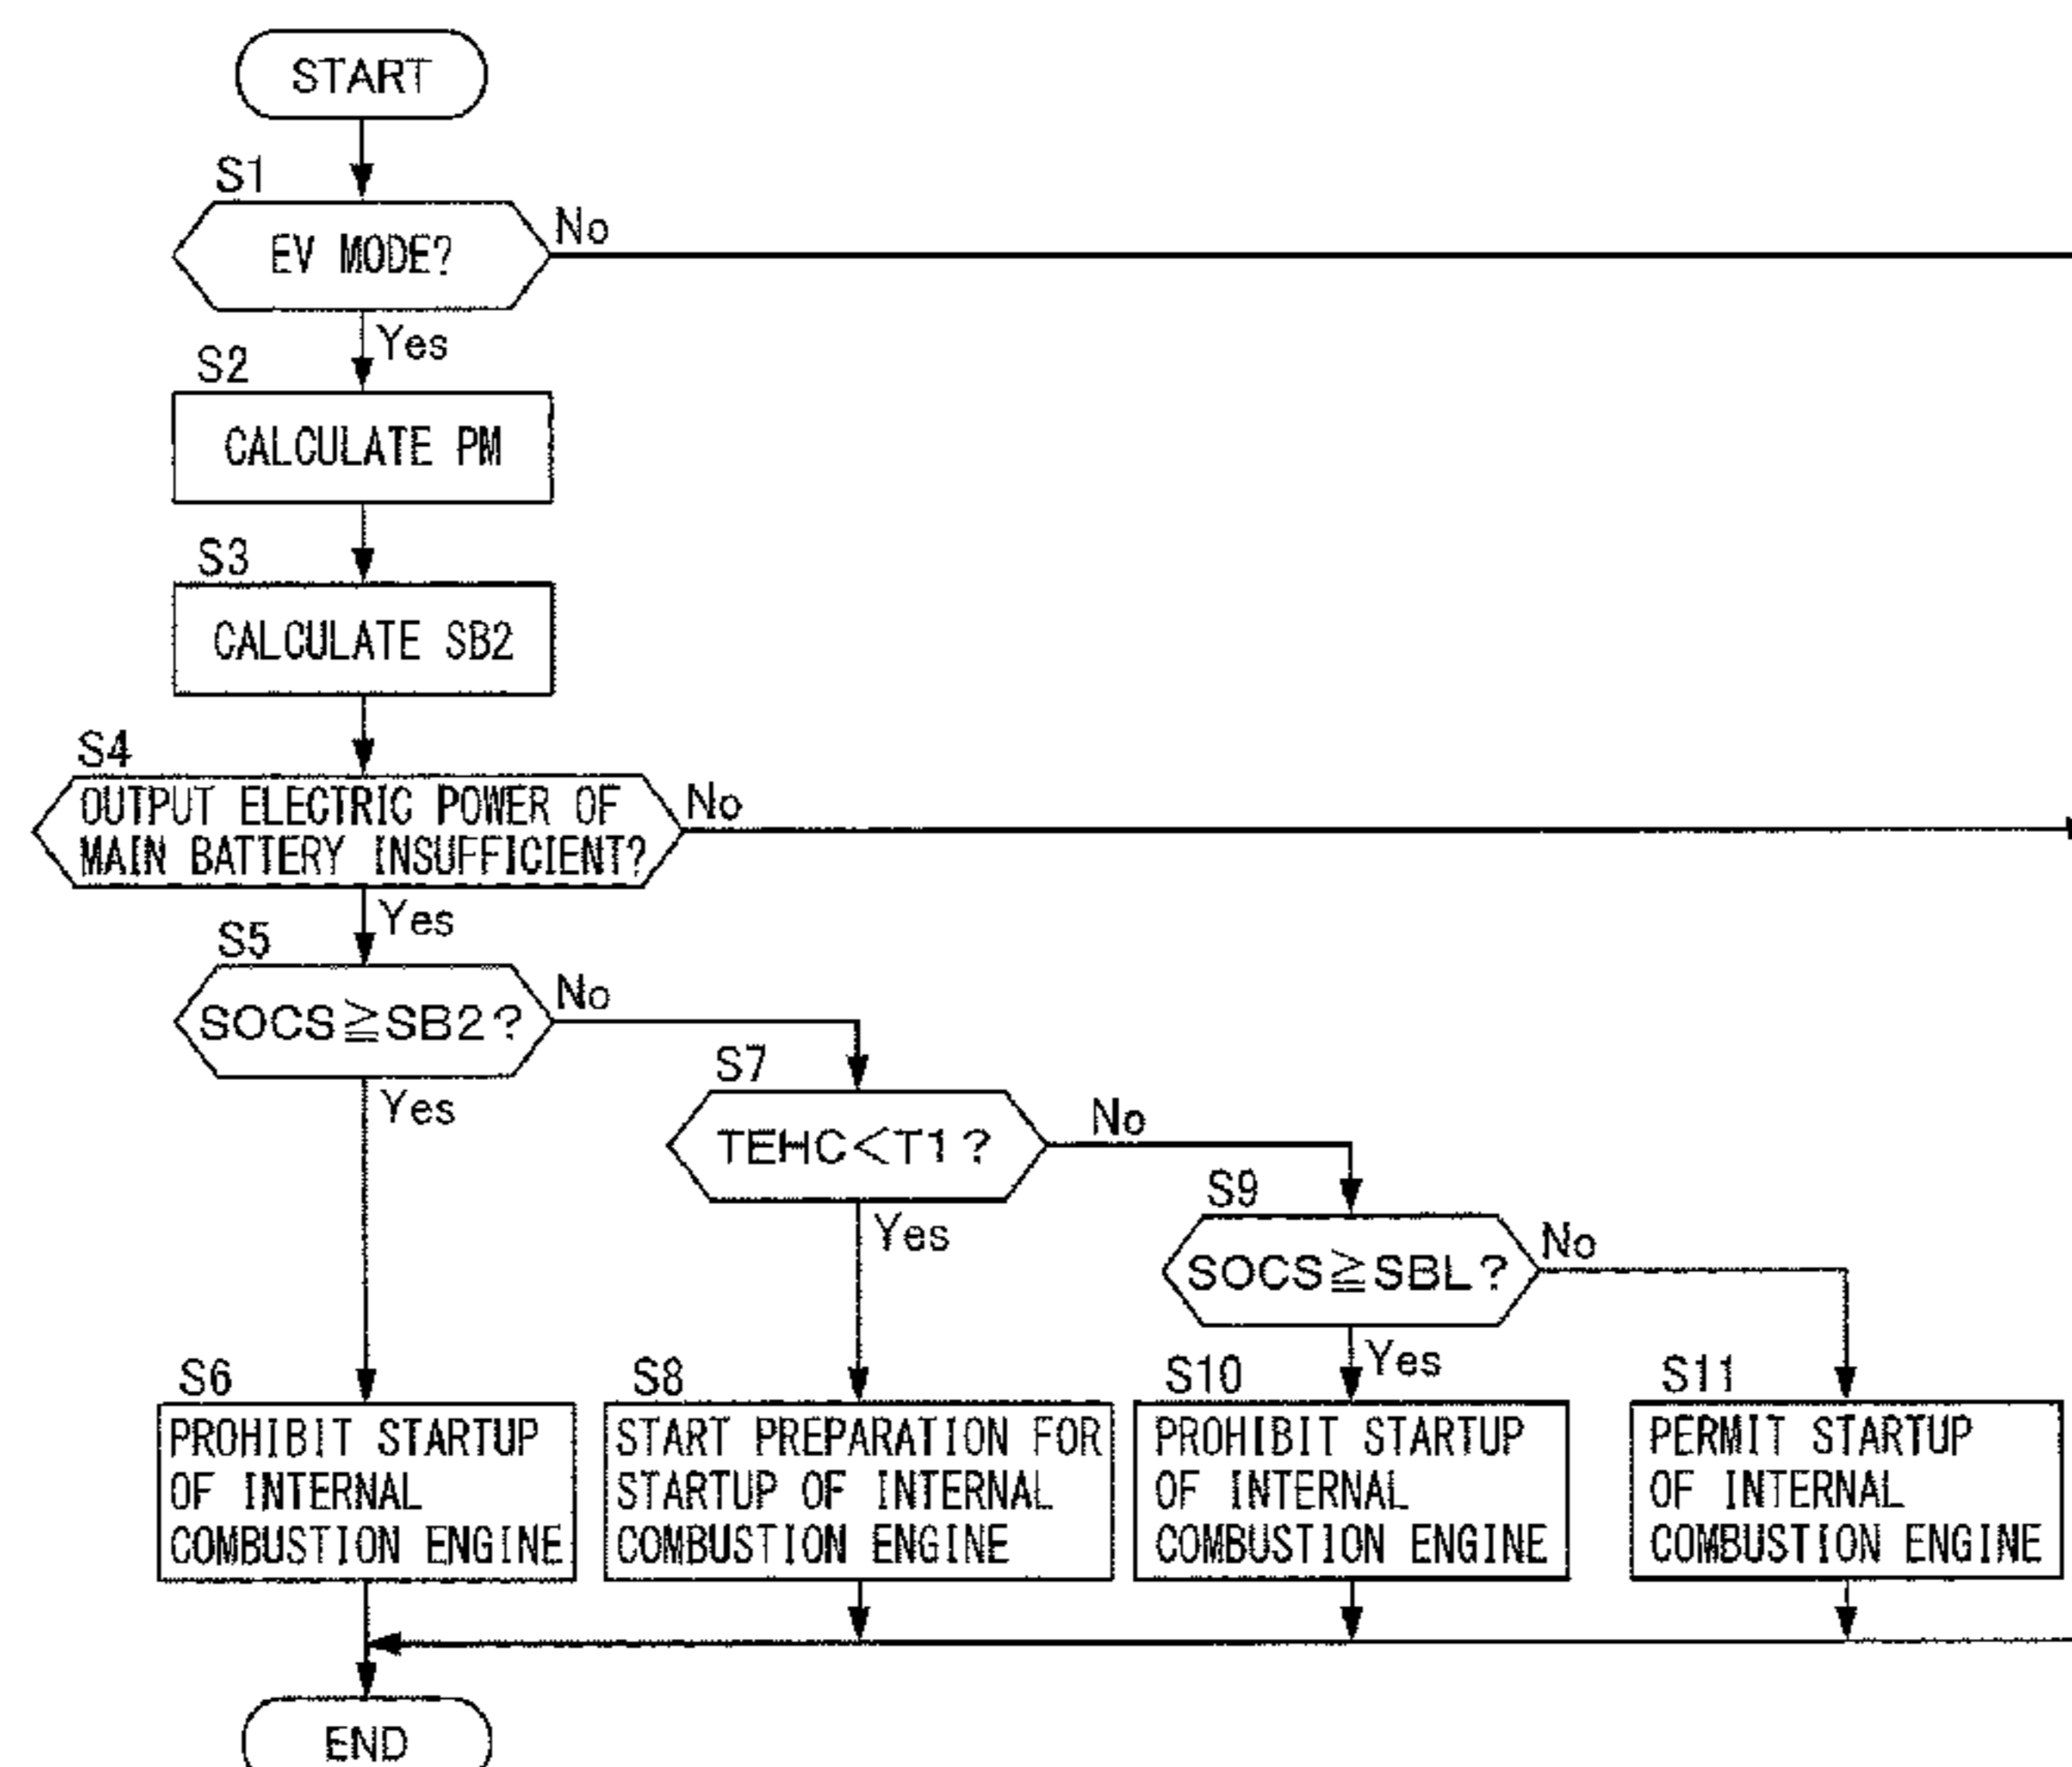 START
S1
EV MODE?
No
Yes
S2
CALCULATE PM
S3
CALCULATE SB2
S4
OUTPUT ELECTRIC POWER OF
MAIN BATTERY INSUFFICIENT?
No
Yes
S5
SOCS≧SB2?
No
Yes
S7
TEHC<T1?
No
Yes
S9
SOCS≧SBL?
No
Yes
S6
PROHIBIT STARTUP
OF INTERNAL
COMBUSTION ENGINE
S8
START PREPARATION FOR
STARTUP OF INTERNAL
COMBUSTION ENGINE
S10
PROHIBIT STARTUP
OF INTERNAL
COMBUSTION ENGINE
S11
PERMIT STARTUP
OF INTERNAL
COMBUSTION ENGINE
END